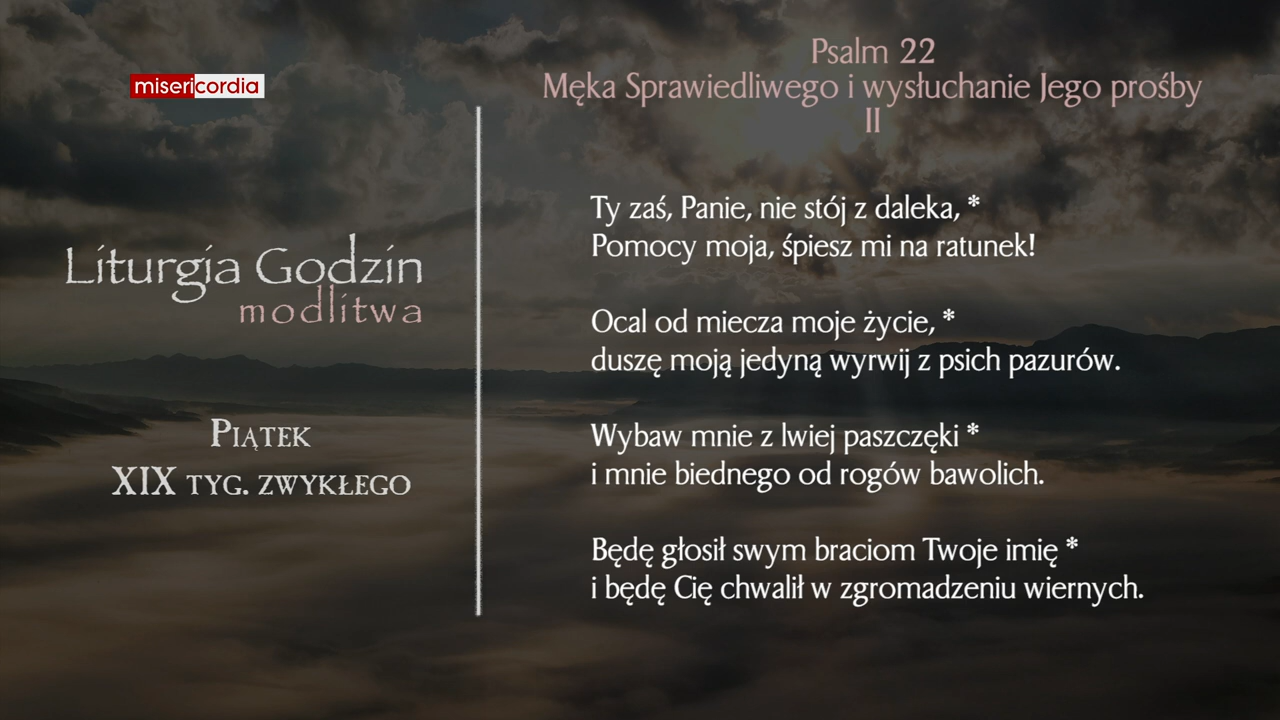 misericordia
Liturgia Godzin
modlitwa
Piątek
XIX tyg. zwykłego
Psalm 22
Męka Sprawiedliwego i wysłuchanie Jego prośby
II
Ty zaś, Panie, nie stój z daleka, *
Pomocy moja, śpiesz mi na ratunek!
Ocal od miecza moje życie, *
duszę moją jedyną wyrwij z psich pazurów.
Wybaw mnie z lwiej paszczęki *
i mnie biednego od rogów bawolich.
Będę głosił swym braciom Twoje imię *
i będę Cię chwalił w zgromadzeniu wiernych.